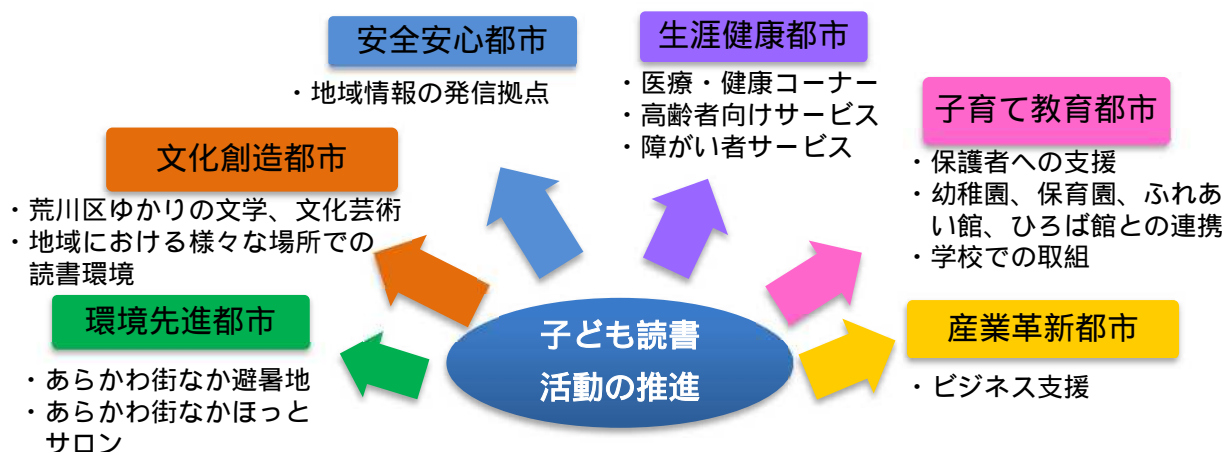 安全安心都市
・地域情報の発信拠点
生涯健康都市
・医療・健康コーナー
・高齢者向けサービス
・障がい者サービス
子育て教育都市
・保護者への支援
・幼稚園、保育園、ふれあ
い館、ひろば館との連携
・学校での取組
文化創造都市
・荒川区ゆかりの文学、文化芸術
・地域における様々な場所での
読書環境
環境先進都市
・あらかわ街なか避暑地
・あらかわ街なかほっと
サロン
子ども読書
活動の推進
産業革新都市
・ビジネス支援